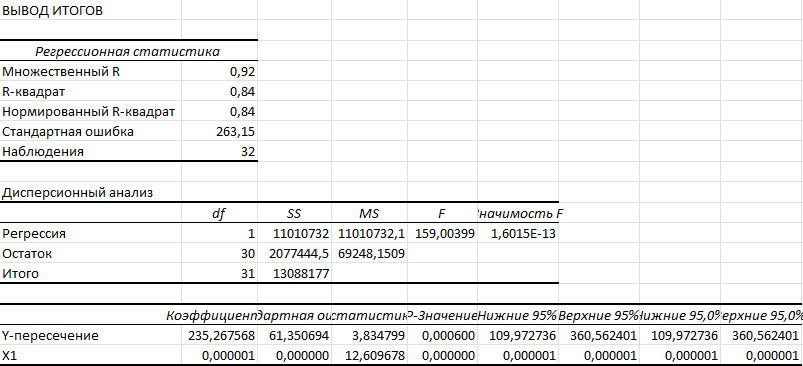 ВЫВОД ИТОГОВ
Регрессионная статистика
Множественный R 0,92
R-квадрат 0,84
Нормированный R-квадрат 0,84
Стандартная ошибка 263,15
Наблюдения 32
Дисперсионный анализ
df SS MS F начимость F
Регрессия 1 11010732 11010732,1 159,00399 1,6015E-13
Остаток 30 2077444,5 69248,1509
Итого 31 13088177
Коэффициент дартная ош статистик P-Значение Нижние 95% Верхние 95% ижние 95,0% ерхние 95,0%
Y-пересечение 235,267568 61,350694 3,834799 0,000600 109,972736 360,562401 109,972736 360,562401
X1 0,000001 0,000000 12,609678 0,000000 0,000001 0,000001 0,000001 0,000001